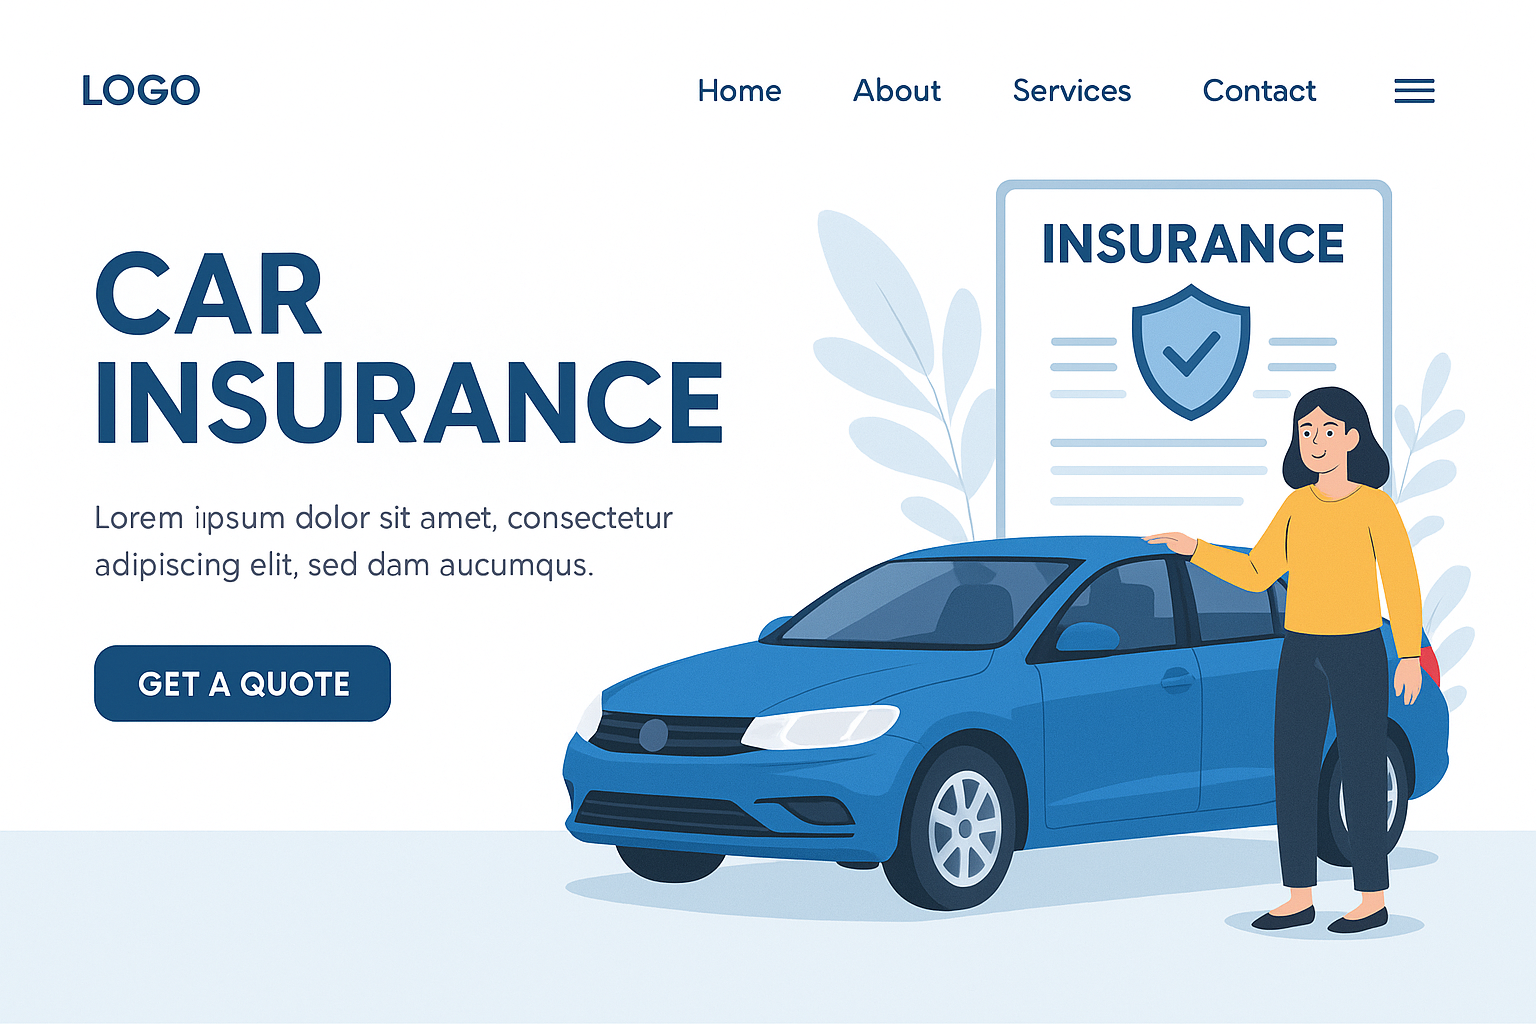 LOGO
Home About Services Contact
INSURANCE
CAR
INSURANCE
Lorem iıpsum dolor sit amet, consectetur
adipiscing elit, sed dam aucumqus.
GET A QUOTE